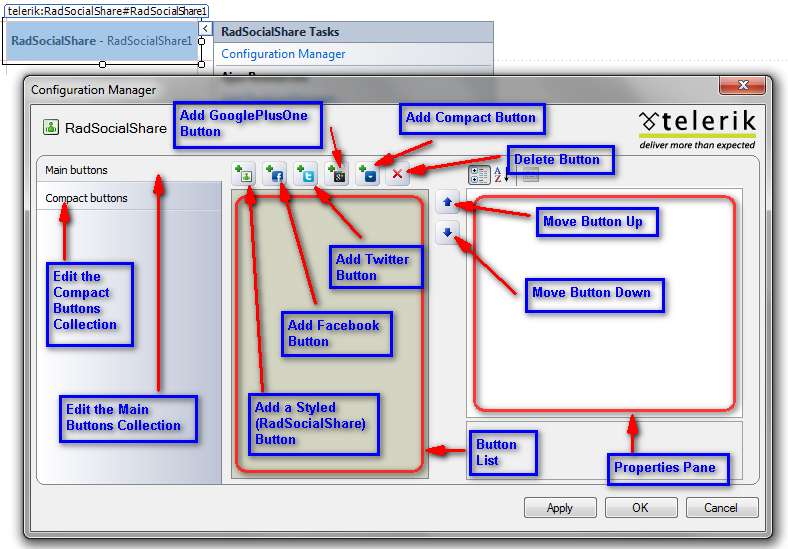 telerik:RadSocialShare#RadSocialShare1
RadSocialShare - RadSocialShare1
RadSocialShare Tasks
Configuration Manager
Configuration Manager
RadSocialShare
telerik
deliver more than expected
Add GooglePlusOne
Button
Add Compact Button
Delete Button
Main buttons
Compact buttons
Move Button Up
Add Twitter
Button
Edit the
Compact
Buttons
Collection
Move Button Down
Add Facebook
Button
Edit the Main
Buttons Collection
Add a Styled
(RadSocialShare)
Button
Button
List
Properties Pane
Apply
OK
Cancel